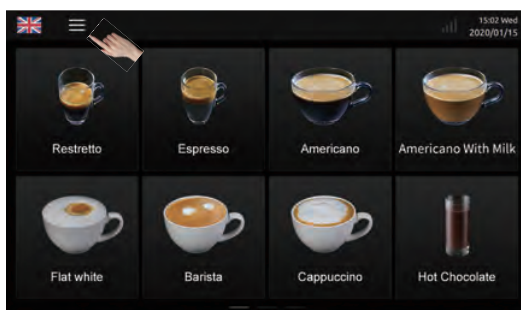 15:02 Wed
2020/01/15
Restretto
Espresso
Americano
Americano With Milk
Flat white
Barista
Cappuccino
Hot Chocolate